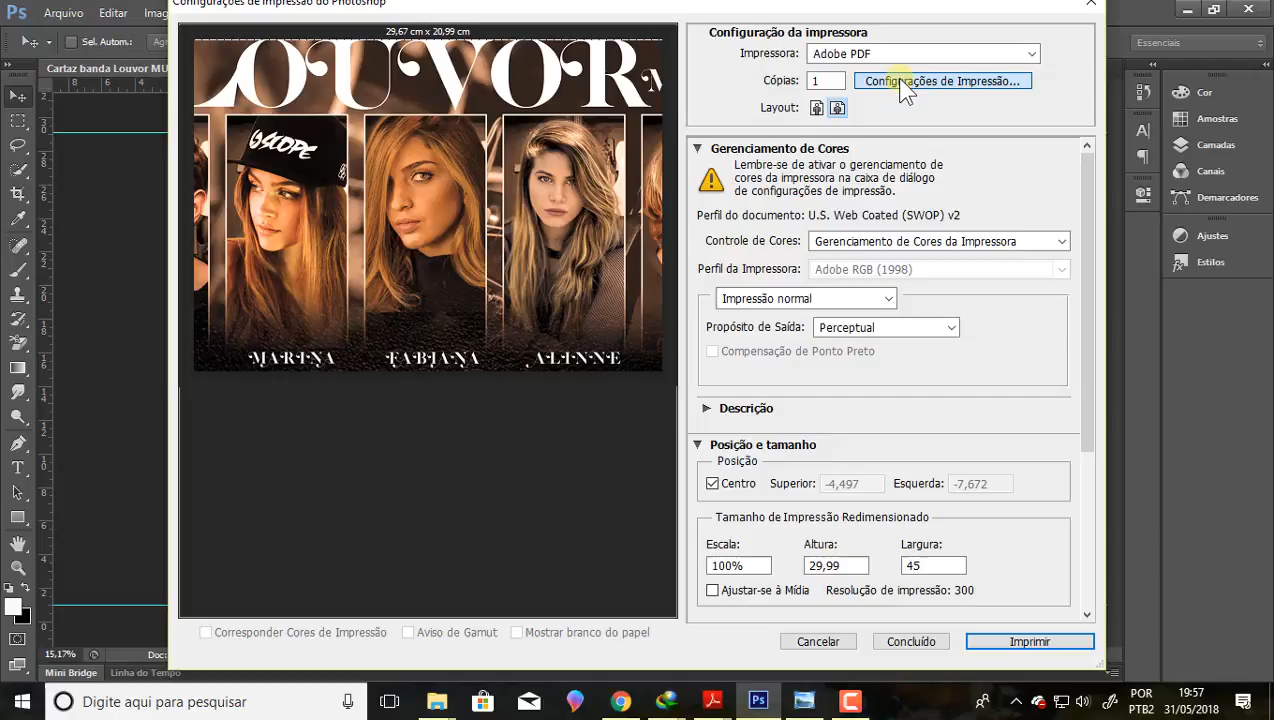 Configurações de Impressão do Photoshop
Ps Arquivo Editar Ima
Sect. Autom.:
Essenciais
Cartaz banda Louvor MU
29,67 cm x 20,99 cm
LOUVOR
GSCOPE
MARINA FABIANA ALINNE
Configuração da impressora
Impressora: Adobe PDF
Cópias: 1 Configurações de Impressão...
Layout:
Gerenciamento de Cores
Lembre-se de ativar o gerenciamento de
cores da impressora na caixa de diálogo
de configurações de impressão.
Perfil do documento: U.S. Web Coated (SWOP) v2
Controle de Cores: Gerenciamento de Cores da Impressora
Perfil da Impressora: Adobe RGB (1998)
Impressão normal
Propósito de Saída: Perceptual
Compensação de Ponto Preto
Descrição
Posição e tamanho
Posição
Centro Superior: -4,497 Esquerda: -7,672
Tamanho de Impressão Redimensionado
Escala: Altura: Largura:
100% 29,99 45
Ajustar-se à Mídia Resolução de impressão: 300
Corresponder Cores de Impressão Aviso de Gamut Mostrar branco do papel
Cancelar Concluído Imprimir
Cor
Amostras
Camadas
Canais
Demarcadores
Ajustes
Estilos
15,17% Doc:
Mini Bridge Linha do Tempo
Digite aqui para pesquisar
POR 19:57
PTB2 31/05/2018